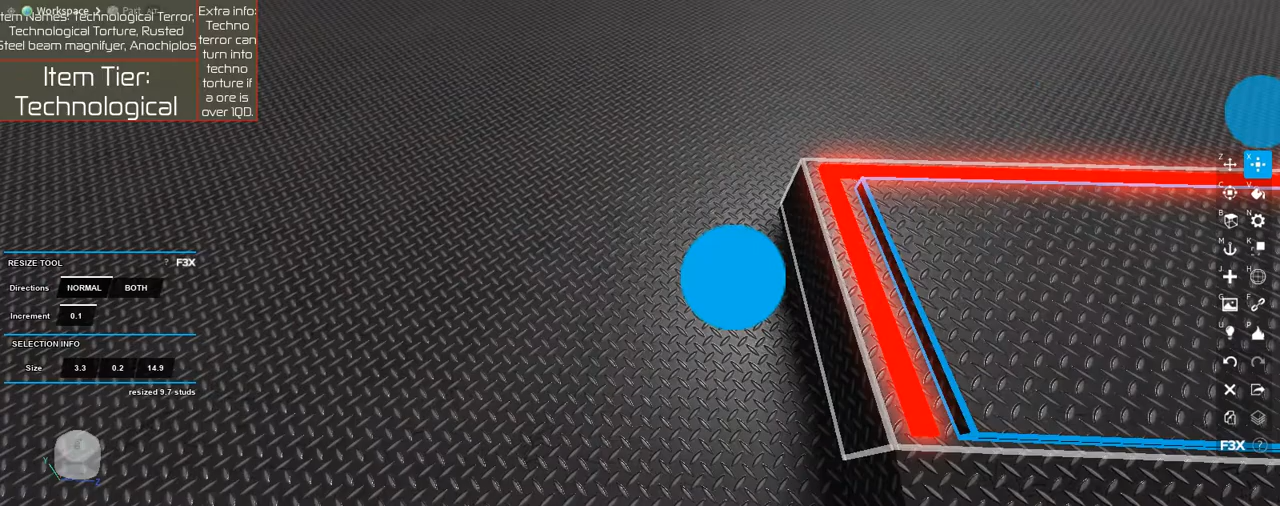 Workspace > Part
Item Names: Technological Terror,
Technological Torture, Rusted
Steel beam magnifyer, Anochiplos
Item Tier:
Technological
Extra info:
Techno
terror can
turn into
techno
torture if
a ore is
over 1QD.
RESIZE TOOL ? F3X
Directions NORMAL BOTH
Increment 0.1
SELECTION INFO
Size 3.3 0.2 14.9
resized 9.7 studs
Z X
C V
B N
M K
J H
G F
U P
F3X ?